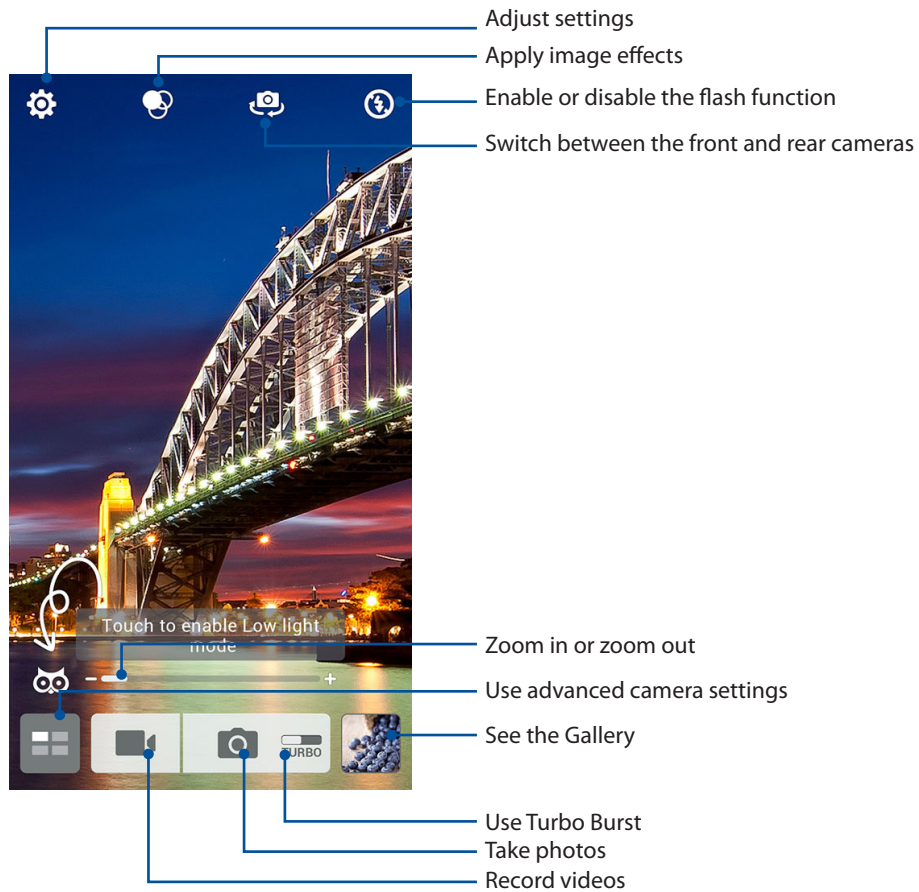 Adjust settings
Apply image effects
Enable or disable the flash function
Switch between the front and rear cameras
Touch to enable Low light
mode
Zoom in or zoom out
Use advanced camera settings
See the Gallery
TURBO
Use Turbo Burst
Take photos
Record videos